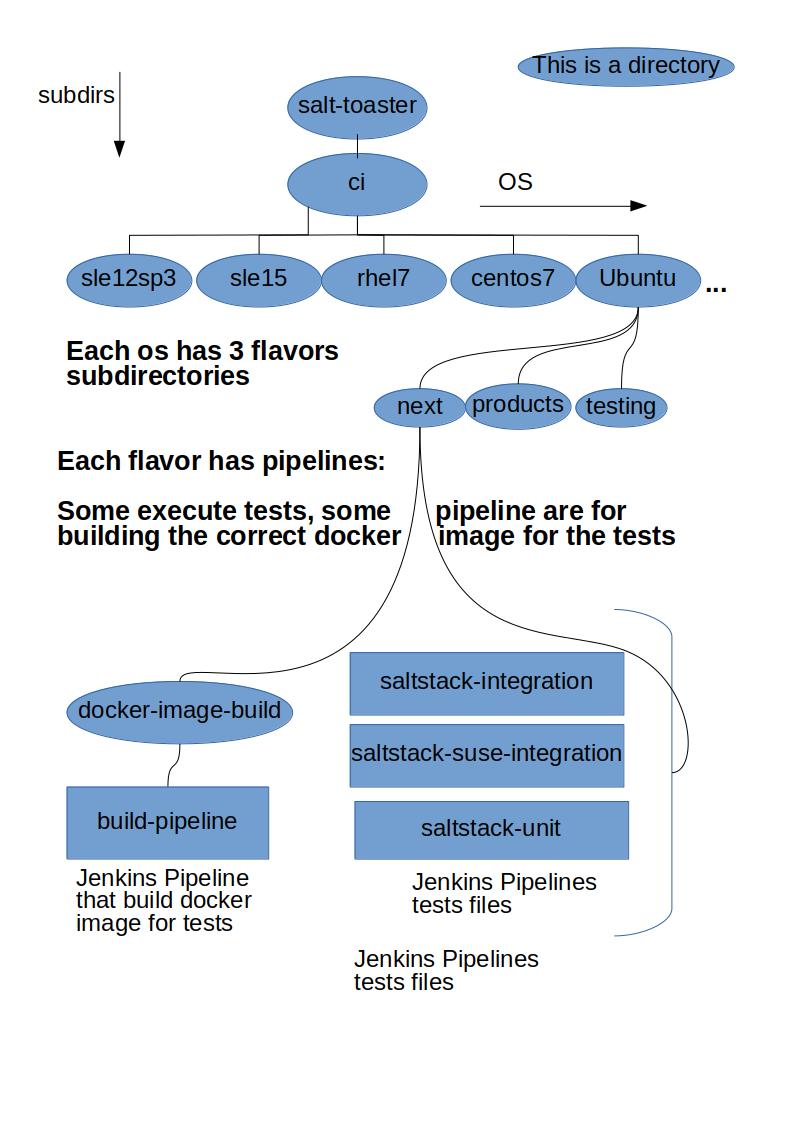 This is a directory
subdirs
salt-toaster
ci
OS
sle12sp3
sle15
rhel7
centos7
Ubuntu
...
Each os has 3 flavors
subdirectories
next
products
testing
Each flavor has pipelines:
Some execute tests, some pipeline are for
building the correct docker image for the tests
docker-image-build
saltstack-integration
saltstack-suse-integration
build-pipeline
saltstack-unit
Jenkins Pipeline
that build docker
image for tests
Jenkins Pipelines
tests files
Jenkins Pipelines
tests files